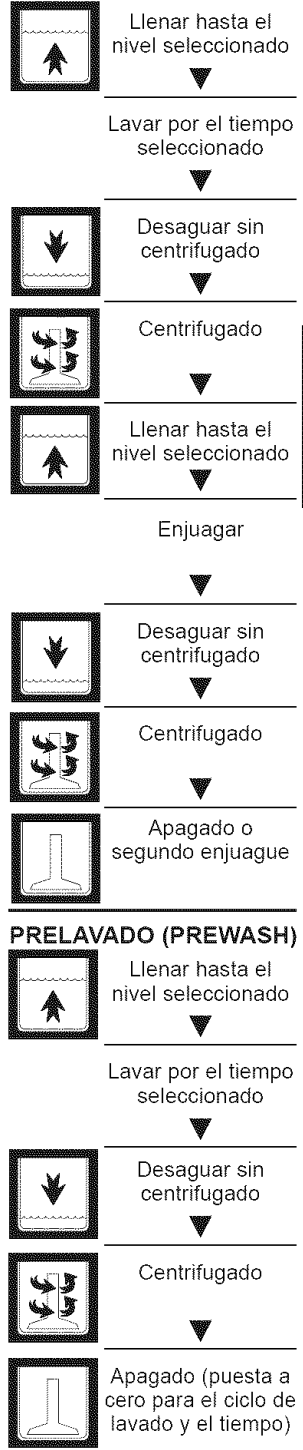 Llenar hasta el
nivel seleccionado
Lavar por el tiempo
seleccionado
Desaguar sin
centrifugado
Centrifugado
Llenar hasta el
nivel seleccionado
Enjuagar
Desaguar sin
centrifugado
Centrifugado
Apagado o
segundo enjuague
PRELAVADO (PREWASH)
Llenar hasta el
nivel seleccionado
Lavar por el tiempo
seleccionado
Desaguar sin
centrifugado
Centrifugado
Apagado (puesta a
cero para el ciclo de
lavado y el tiempo)